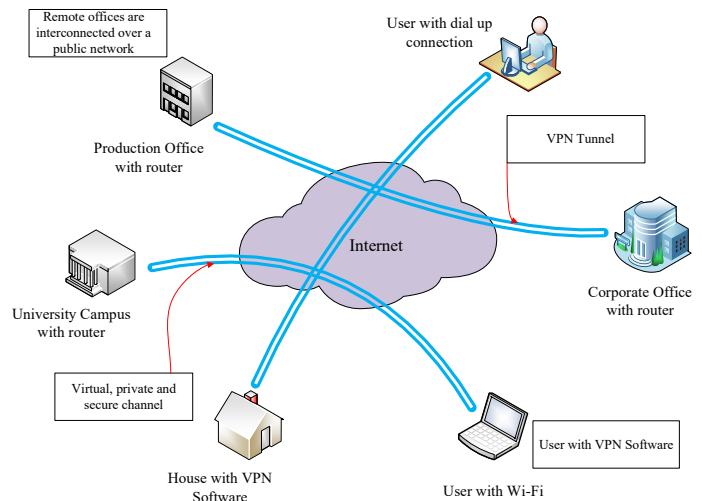 Remote offices are
interconnected over a
public network
User with dial up
connection
Production Office
with router
VPN Tunnel
Internet
University Campus
with router
Corporate Office
with router
Virtual, private and
secure channel
House with VPN
Software
User with VPN Software
User with Wi-Fi